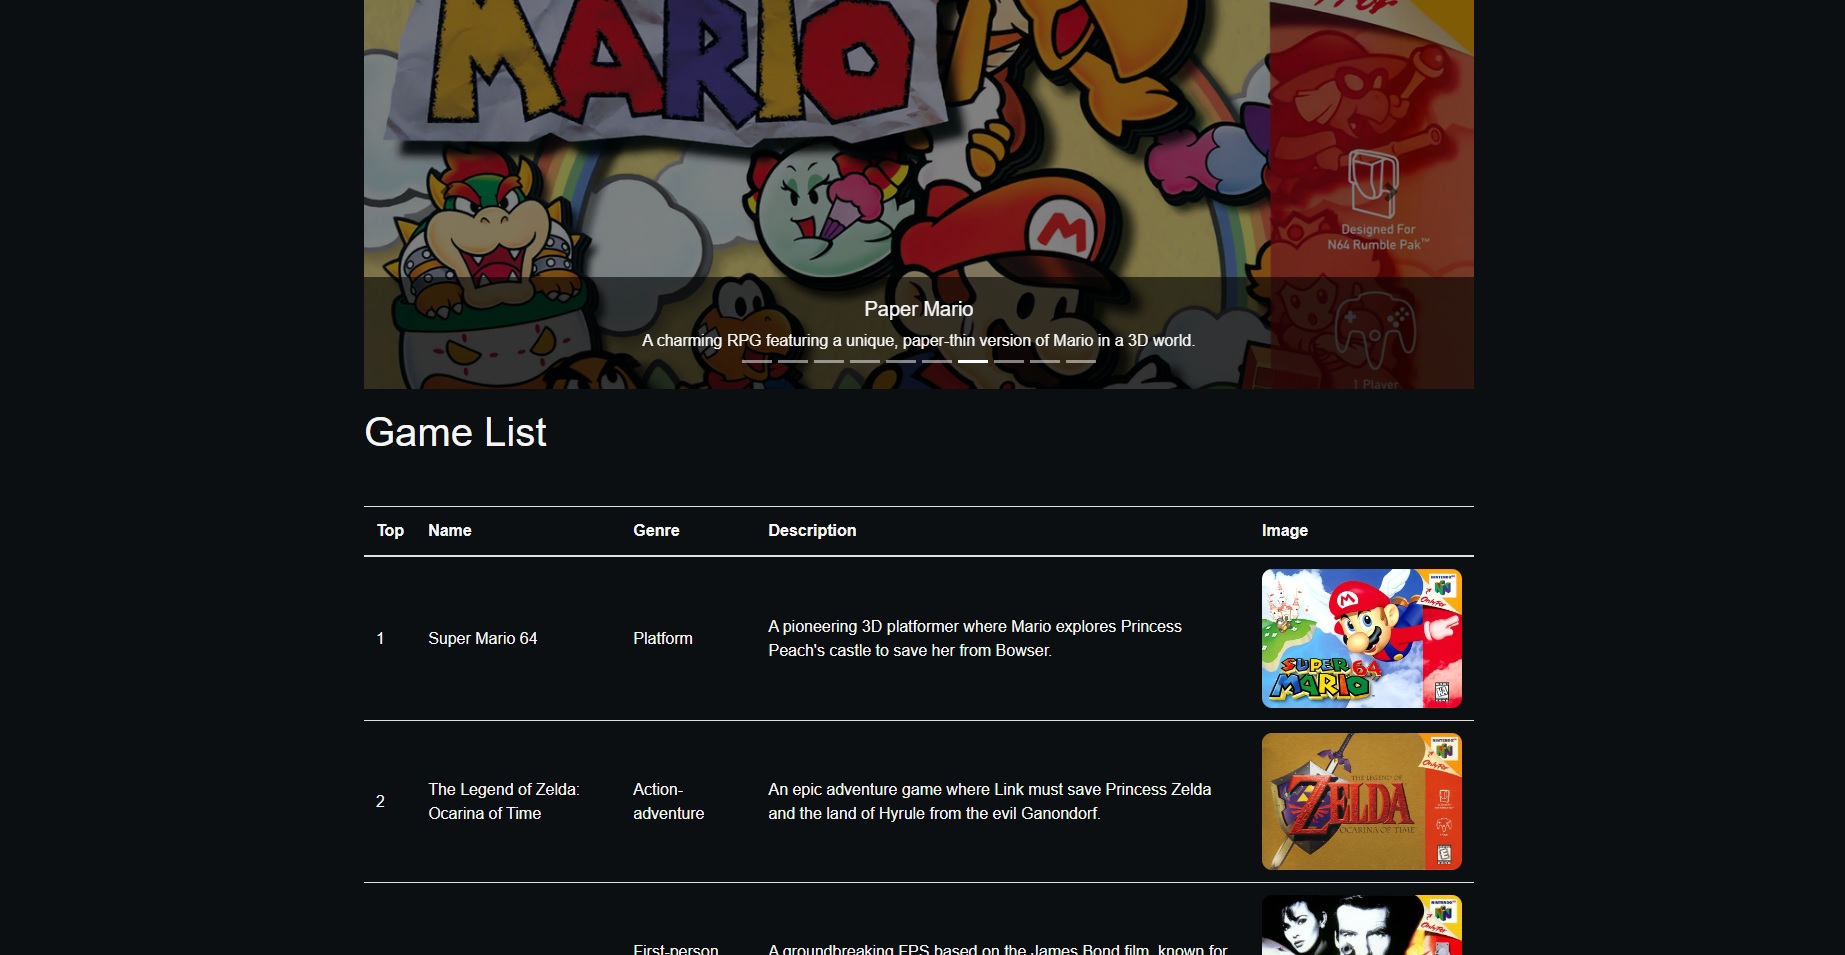 MARIO
Designed For
N64 Rumble Pak™
Paper Mario
A charming RPG featuring a unique, paper-thin version of Mario in a 3D world.
1 Player
Game List
Top Name Genre Description Image
1 Super Mario 64 Platform
A pioneering 3D platformer where Mario explores Princess
Peach's castle to save her from Bowser.
SUPER 64
MARIO
2
The Legend of Zelda:
Ocarina of Time
Action-
adventure
An epic adventure game where Link must save Princess Zelda
and the land of Hyrule from the evil Ganondorf.
THE LEGEND OF
ZELDA
OCARINA OF TIME
First-person
A groundbreaking FPS based on the James Bond film, known for